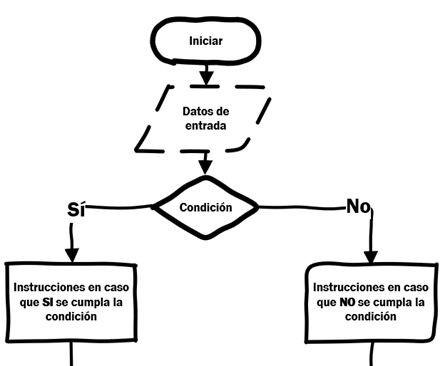 Iniciar
Datos de
entrada
Condición
Sí
No
Instrucciones en caso
que SI se cumpla la
condición
Instrucciones en caso
que NO se cumpla la
condición